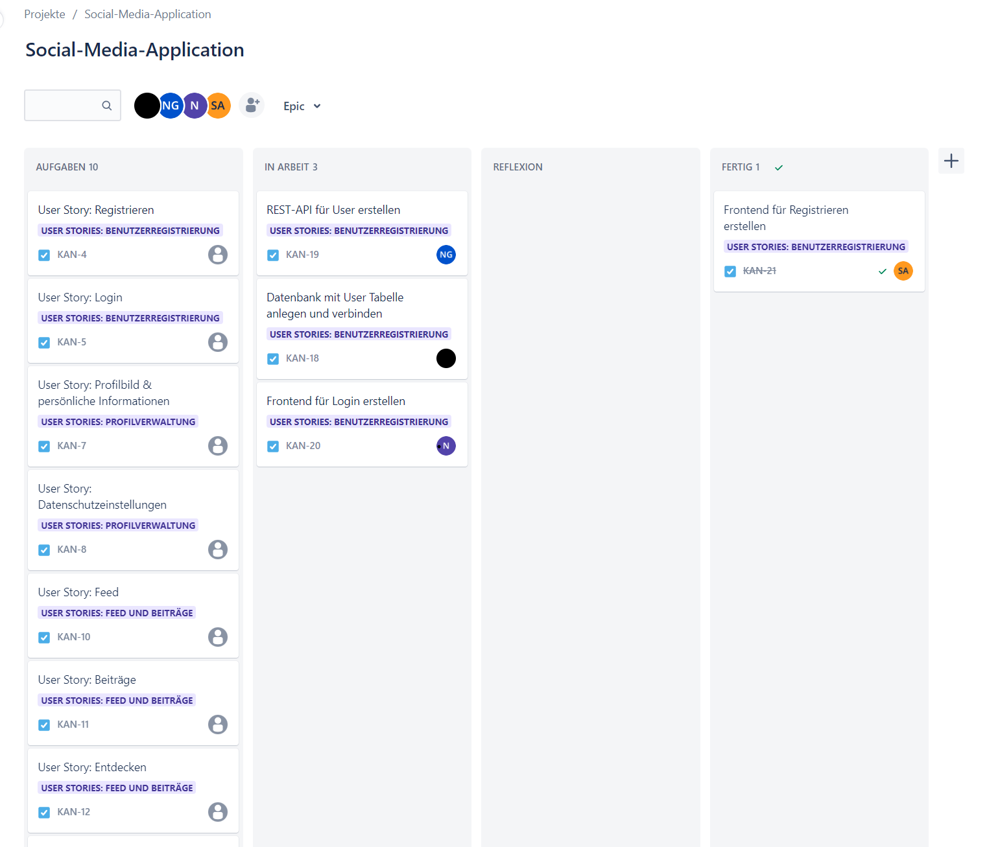 Projekte / Social-Media-Application
Social-Media-Application
NG N SA Epic
AUFGABEN 10
User Story: Registrieren
USER STORIES: BENUTZERREGISTRIERUNG
KAN-4
User Story: Login
USER STORIES: BENUTZERREGISTRIERUNG
KAN-5
User Story: Profilbild &
persönliche Informationen
USER STORIES: PROFILVERWALTUNG
KAN-7
User Story:
Datenschutzeinstellungen
USER STORIES: PROFILVERWALTUNG
KAN-8
User Story: Feed
USER STORIES: FEED UND BEITRÄGE
KAN-10
User Story: Beiträge
USER STORIES: FEED UND BEITRÄGE
KAN-11
User Story: Entdecken
USER STORIES: FEED UND BEITRÄGE
KAN-12
IN ARBEIT 3
REST-API für User erstellen
USER STORIES: BENUTZERREGISTRIERUNG
KAN-19 NG
Datenbank mit User Tabelle
anlegen und verbinden
USER STORIES: BENUTZERREGISTRIERUNG
KAN-18
Frontend für Login erstellen
USER STORIES: BENUTZERREGISTRIERUNG
KAN-20 N
REFLEXION
FERTIG 1
Frontend für Registrieren
erstellen
USER STORIES: BENUTZERREGISTRIERUNG
KAN-21 SA